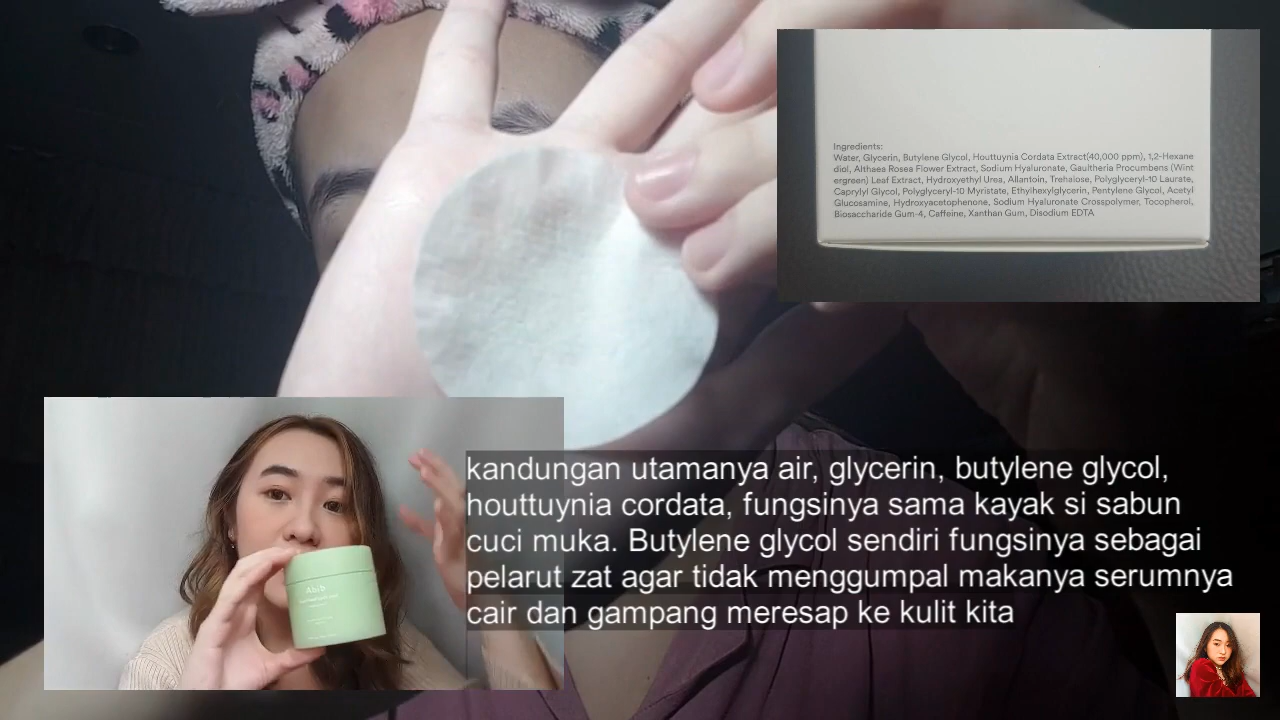 Ingredients:
Water, Glycerin, Butylene Glycol, Houttuynia Cordata Extract(40,000 ppm), 1,2-Hexane
diol, Althaea Rosea Flower Extract, Sodium Hyaluronate, Gaultheria Procumbens (Wint
ergreen) Leaf Extract, Hydroxyethyl Urea, Allantoin, Trehalose, Polyglyceryl-10 Laurate,
Caprylyl Glycol, Polyglyceryl-10 Myristate, Ethylhexylglycerin, Pentylene Glycol, Acetyl
Glucosamine, Hydroxyacetophenone, Sodium Hyaluronate Crosspolymer, Tocopherol,
Biosaccharide Gum-4, Caffeine, Xanthan Gum, Disodium EDTA
Abib
kandungan utamanya air, glycerin, butylene glycol,
houttuynia cordata, fungsinya sama kayak si sabun
cuci muka. Butylene glycol sendiri fungsinya sebagai
pelarut zat agar tidak menggumpal makanya serumnya
cair dan gampang meresap ke kulit kita